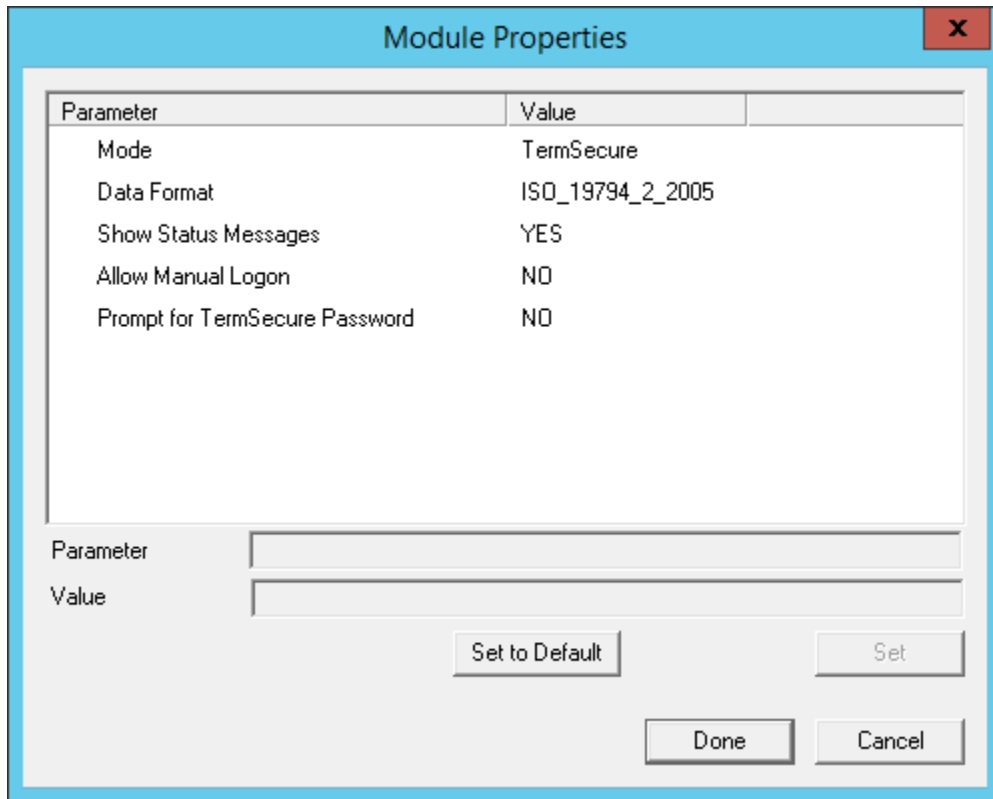 Module Properties
x
Parameter Value
Mode TermSecure
Data Format ISO_19794_2_2005
Show Status Messages YES
Allow Manual Logon NO
Prompt for TermSecure Password NO
Parameter
Value
Set to Default Set
Done Cancel